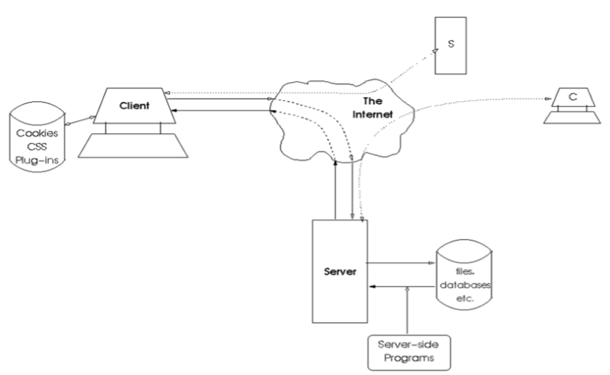 S
Client
The
Internet
C
Cookies
CSS
Plug-ins
Server
files,
databases
etc.
Server-side
Programs